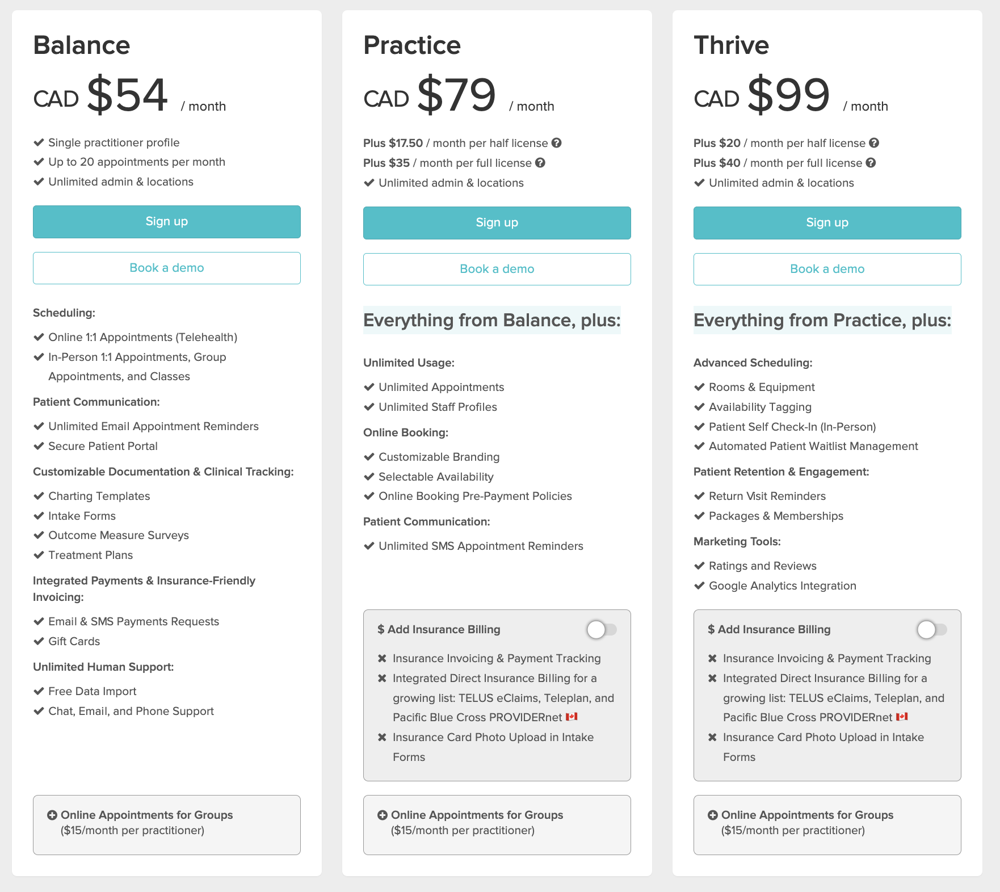 Balance
CAD $54 / month
Single practitioner profile
Up to 20 appointments per month
Unlimited admin & locations
Sign up
Book a demo
Scheduling:
Online 1:1 Appointments (Telehealth)
In-Person 1:1 Appointments, Group
Appointments, and Classes
Patient Communication:
Unlimited Email Appointment Reminders
Secure Patient Portal
Customizable Documentation & Clinical Tracking:
Charting Templates
Intake Forms
Outcome Measure Surveys
Treatment Plans
Integrated Payments & Insurance-Friendly
Invoicing:
Email & SMS Payments Requests
Gift Cards
Unlimited Human Support:
Free Data Import
Chat, Email, and Phone Support
Online Appointments for Groups
($15/month per practitioner)
Practice
CAD $79 / month
Plus $17.50 / month per half license
Plus $35 / month per full license
Unlimited admin & locations
Sign up
Book a demo
Everything from Balance, plus:
Unlimited Usage:
Unlimited Appointments
Unlimited Staff Profiles
Online Booking:
Customizable Branding
Selectable Availability
Online Booking Pre-Payment Policies
Patient Communication:
Unlimited SMS Appointment Reminders
$ Add Insurance Billing
Insurance Invoicing & Payment Tracking
Integrated Direct Insurance Billing for a
growing list: TELUS eClaims, Teleplan, and
Pacific Blue Cross PROVIDERnet 🇨🇦
Insurance Card Photo Upload in Intake
Forms
Online Appointments for Groups
($15/month per practitioner)
Thrive
CAD $99 / month
Plus $20 / month per half license
Plus $40 / month per full license
Unlimited admin & locations
Sign up
Book a demo
Everything from Practice, plus:
Advanced Scheduling:
Rooms & Equipment
Availability Tagging
Patient Self Check-In (In-Person)
Automated Patient Waitlist Management
Patient Retention & Engagement:
Return Visit Reminders
Packages & Memberships
Marketing Tools:
Ratings and Reviews
Google Analytics Integration
$ Add Insurance Billing
Insurance Invoicing & Payment Tracking
Integrated Direct Insurance Billing for a
growing list: TELUS eClaims, Teleplan, and
Pacific Blue Cross PROVIDERnet 🇨🇦
Insurance Card Photo Upload in Intake
Forms
Online Appointments for Groups
($15/month per practitioner)